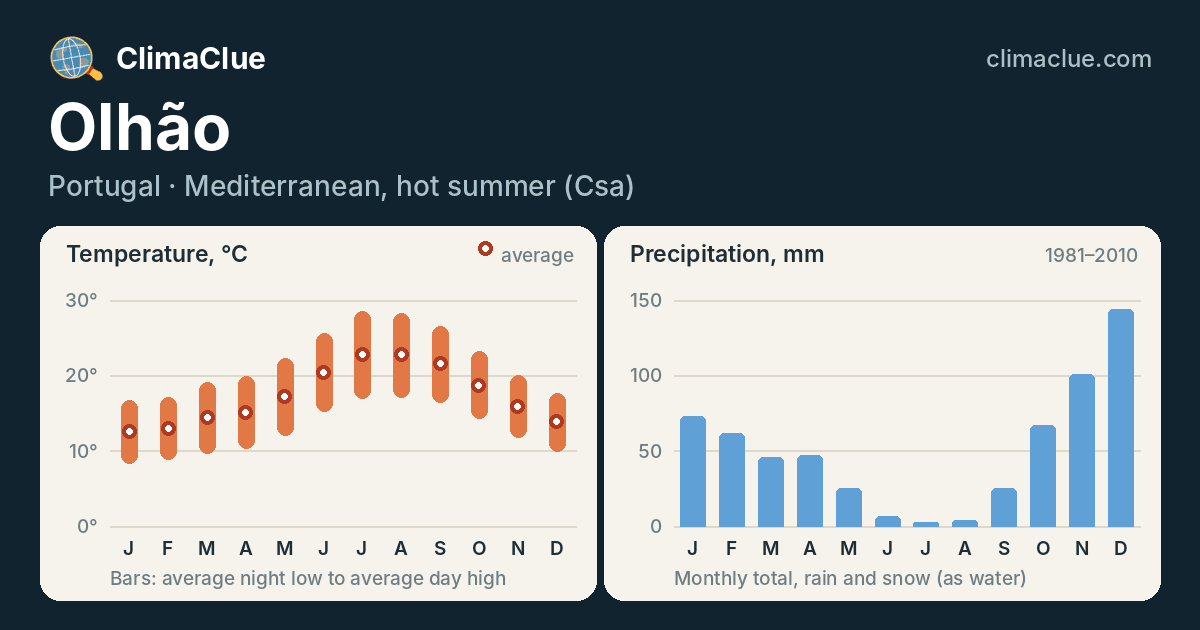 ClimaClue
climaclue.com
Olhão
Portugal · Mediterranean, hot summer (Csa)
Temperature, °C
average
30°
20°
10°
0°
J F M A M J J A S O N D
Bars: average night low to average day high
Precipitation, mm
1981–2010
150
100
50
0
J F M A M J J A S O N D
Monthly total, rain and snow (as water)